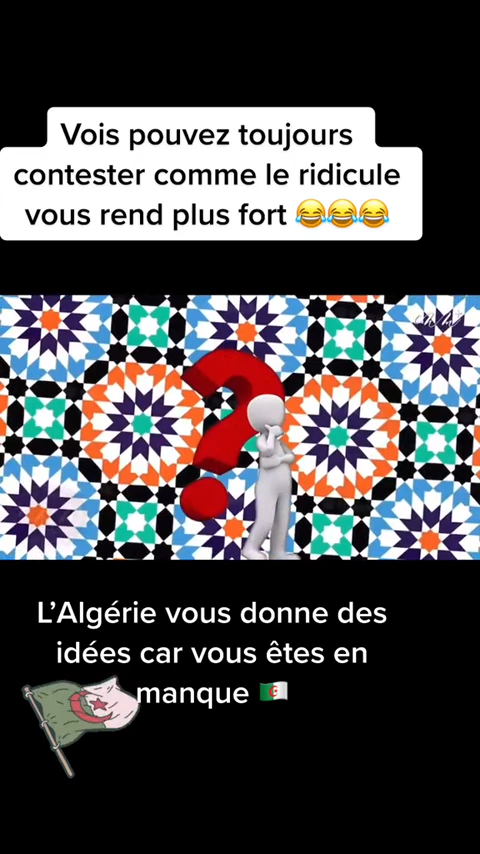 Vois pouvez toujours
contester comme le ridicule
vous rend plus fort 😂😂😂
L’Algérie vous donne des
idées car vous êtes en
manque 🇩🇿